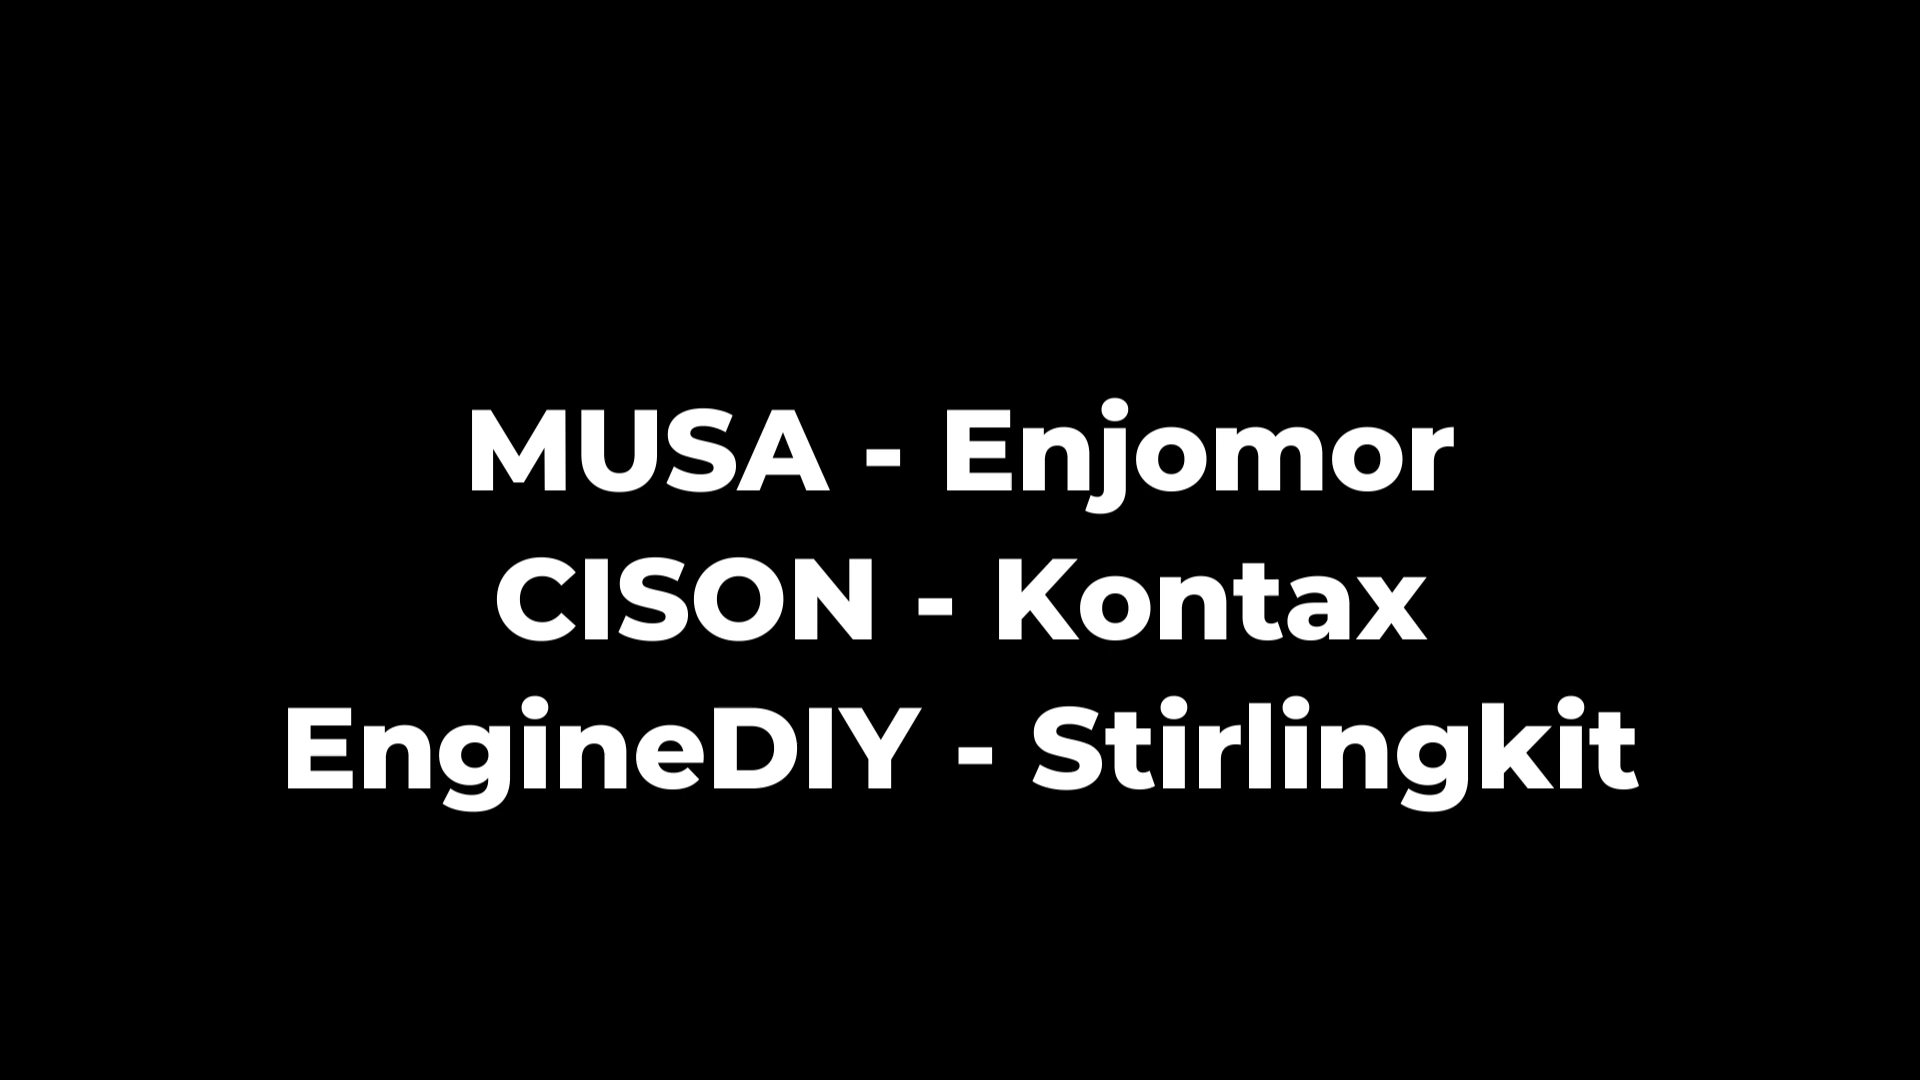 MUSA - Enjomor
CISON - Kontax
EngineDIY - Stirlingkit